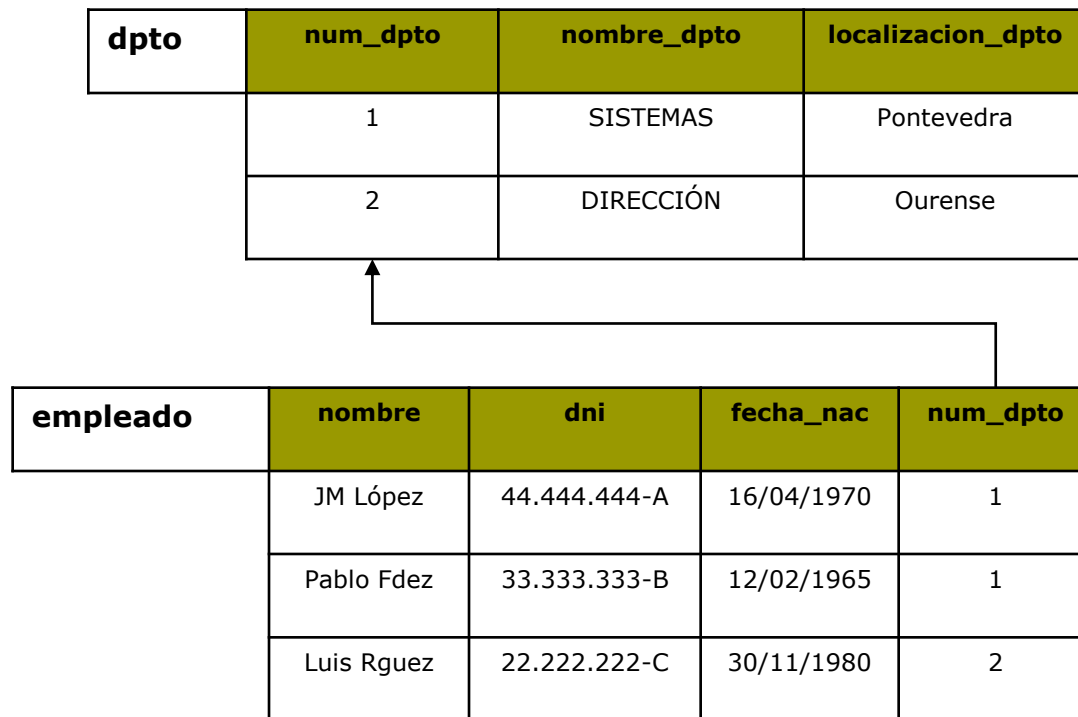 dpto num_dpto nombre_dpto localizacion_dpto
1 SISTEMAS Pontevedra
2 DIRECCIÓN Ourense
empleado nombre dni fecha_nac num_dpto
JM López 44.444.444-A 16/04/1970 1
Pablo Fdez 33.333.333-B 12/02/1965 1
Luis Rguez 22.222.222-C 30/11/1980 2